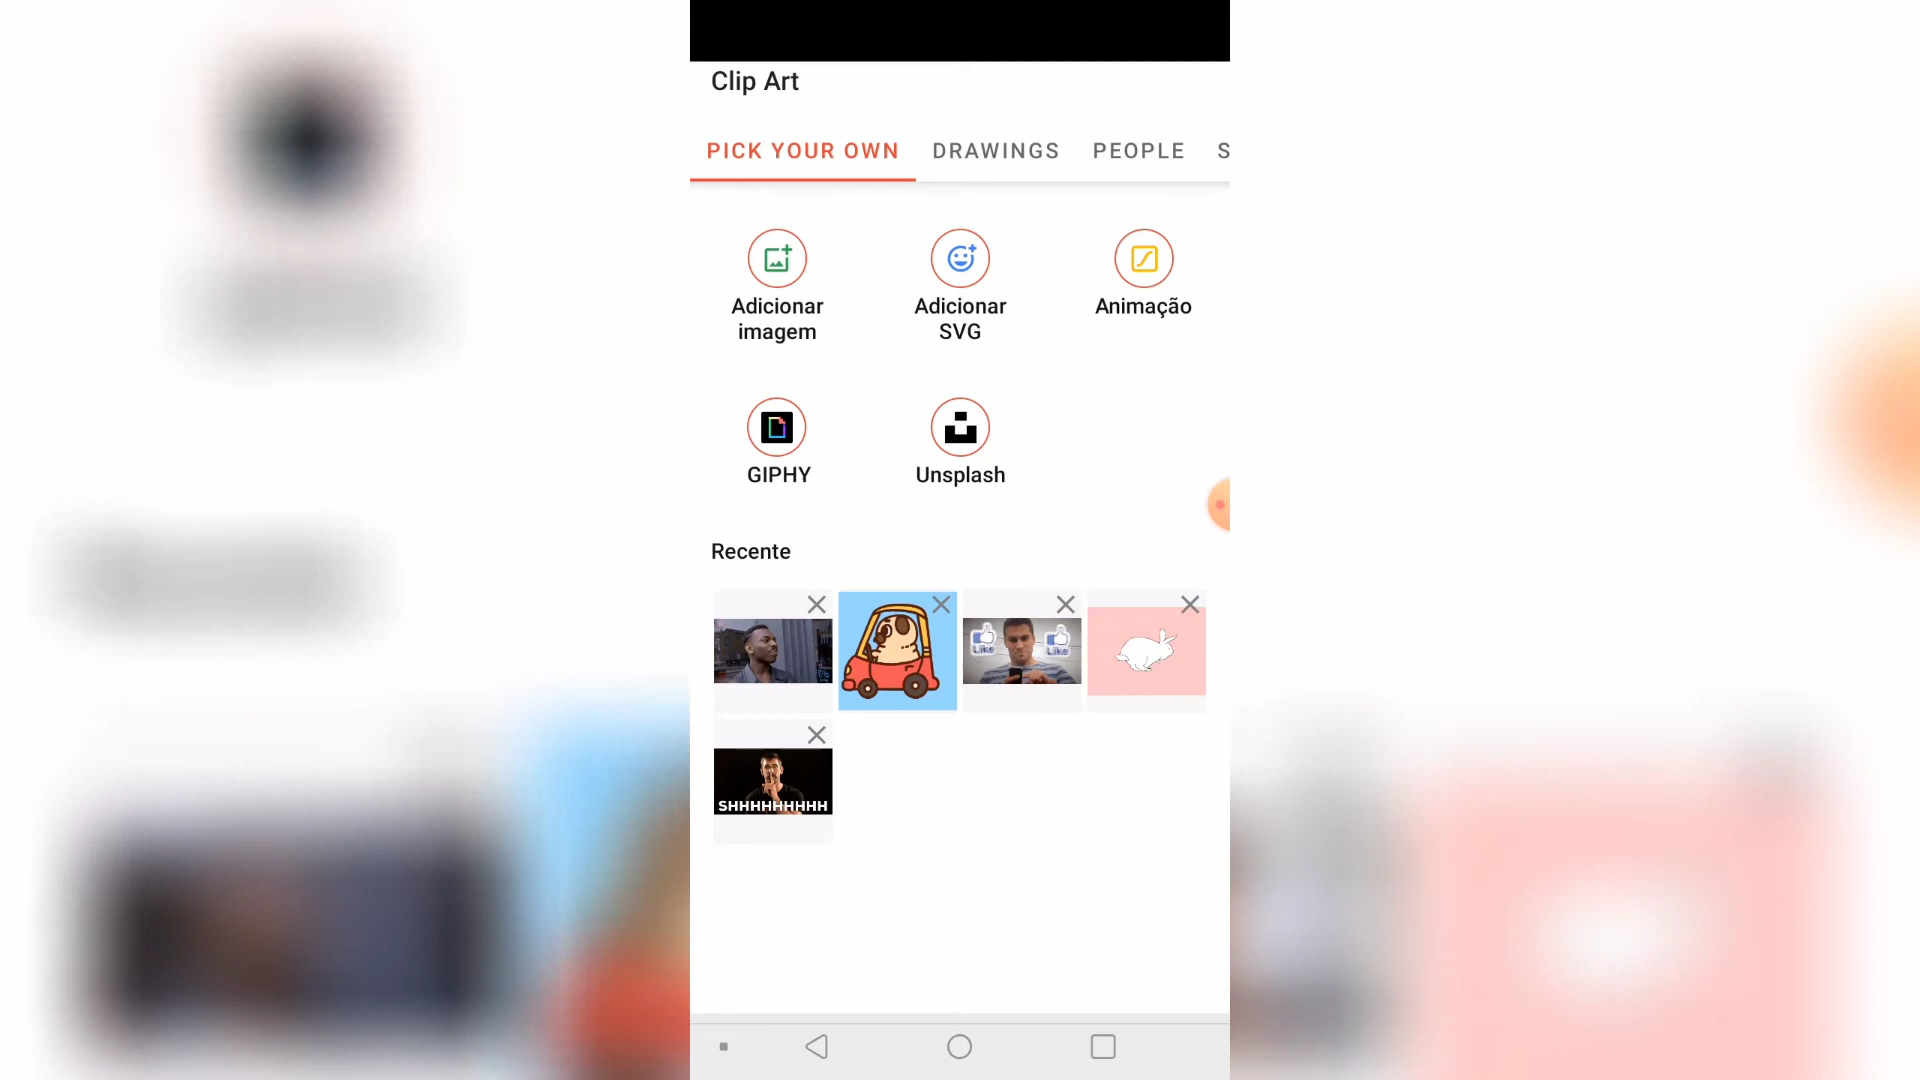 Clip Art
PICK YOUR OWN DRAWINGS PEOPLE S
Adicionar
imagem
Adicionar
SVG
Animação
GIPHY
Unsplash
Recente
Like
Like
SHHHHHHHHH